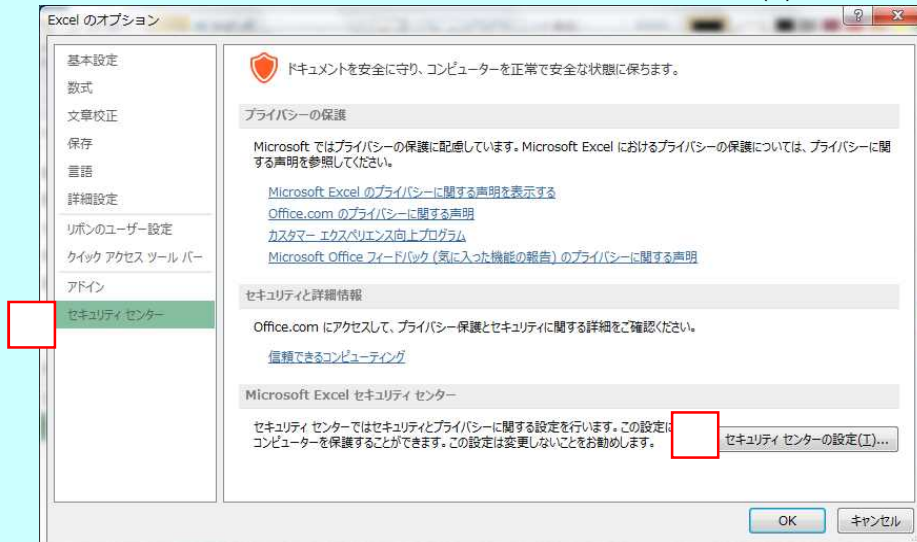 Excel のオプション
基本設定
数式
文章校正
保存
言語
詳細設定
リボンのユーザー設定
クイック アクセス ツール バー
アドイン
セキュリティ センター
ドキュメントを安全に守り、コンピューターを正常で安全な状態に保ちます。
プライバシーの保護
Microsoft ではプライバシーの保護に配慮しています。Microsoft Excel におけるプライバシーの保護については、プライバシーに関
する声明を参照してください。
Microsoft Excel のプライバシーに関する声明を表示する
Office.com のプライバシーに関する声明
カスタマー エクスペリエンス向上プログラム
Microsoft Office フィードバック (気に入った機能の報告) のプライバシーに関する声明
セキュリティと詳細情報
Office.com にアクセスして、プライバシー保護とセキュリティに関する詳細をご確認ください。
信頼できるコンピューティング
Microsoft Excel セキュリティ センター
セキュリティ センターではセキュリティとプライバシーに関する設定を行います。この設定に
コンピューターを保護することができます。この設定は変更しないことをお勧めします。
セキュリティ センターの設定(T)...
OK
キャンセル